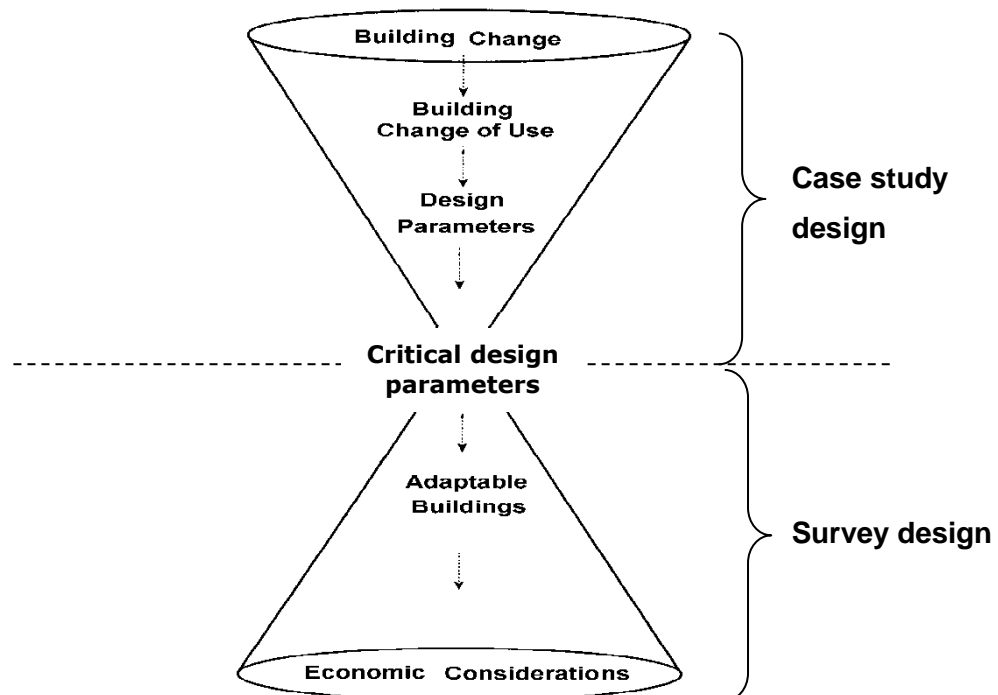 Building Change
Building
Change of Use
Design
Parameters
Case study
design
Critical design
parameters
Adaptable
Buildings
Survey design
Economic Considerations